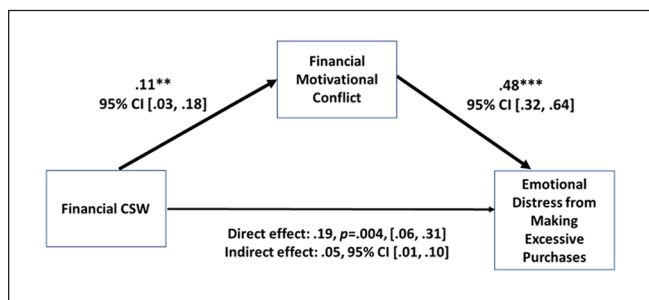 Financial
Motivational
Conflict
.11**
95% CI [.03, .18]
.48***
95% CI [.32, .64]
Financial CSW
Emotional
Distress from
Making
Excessive
Purchases
Direct effect: .19, p=.004, [.06, .31]
Indirect effect: .05, 95% CI [.01, .10]